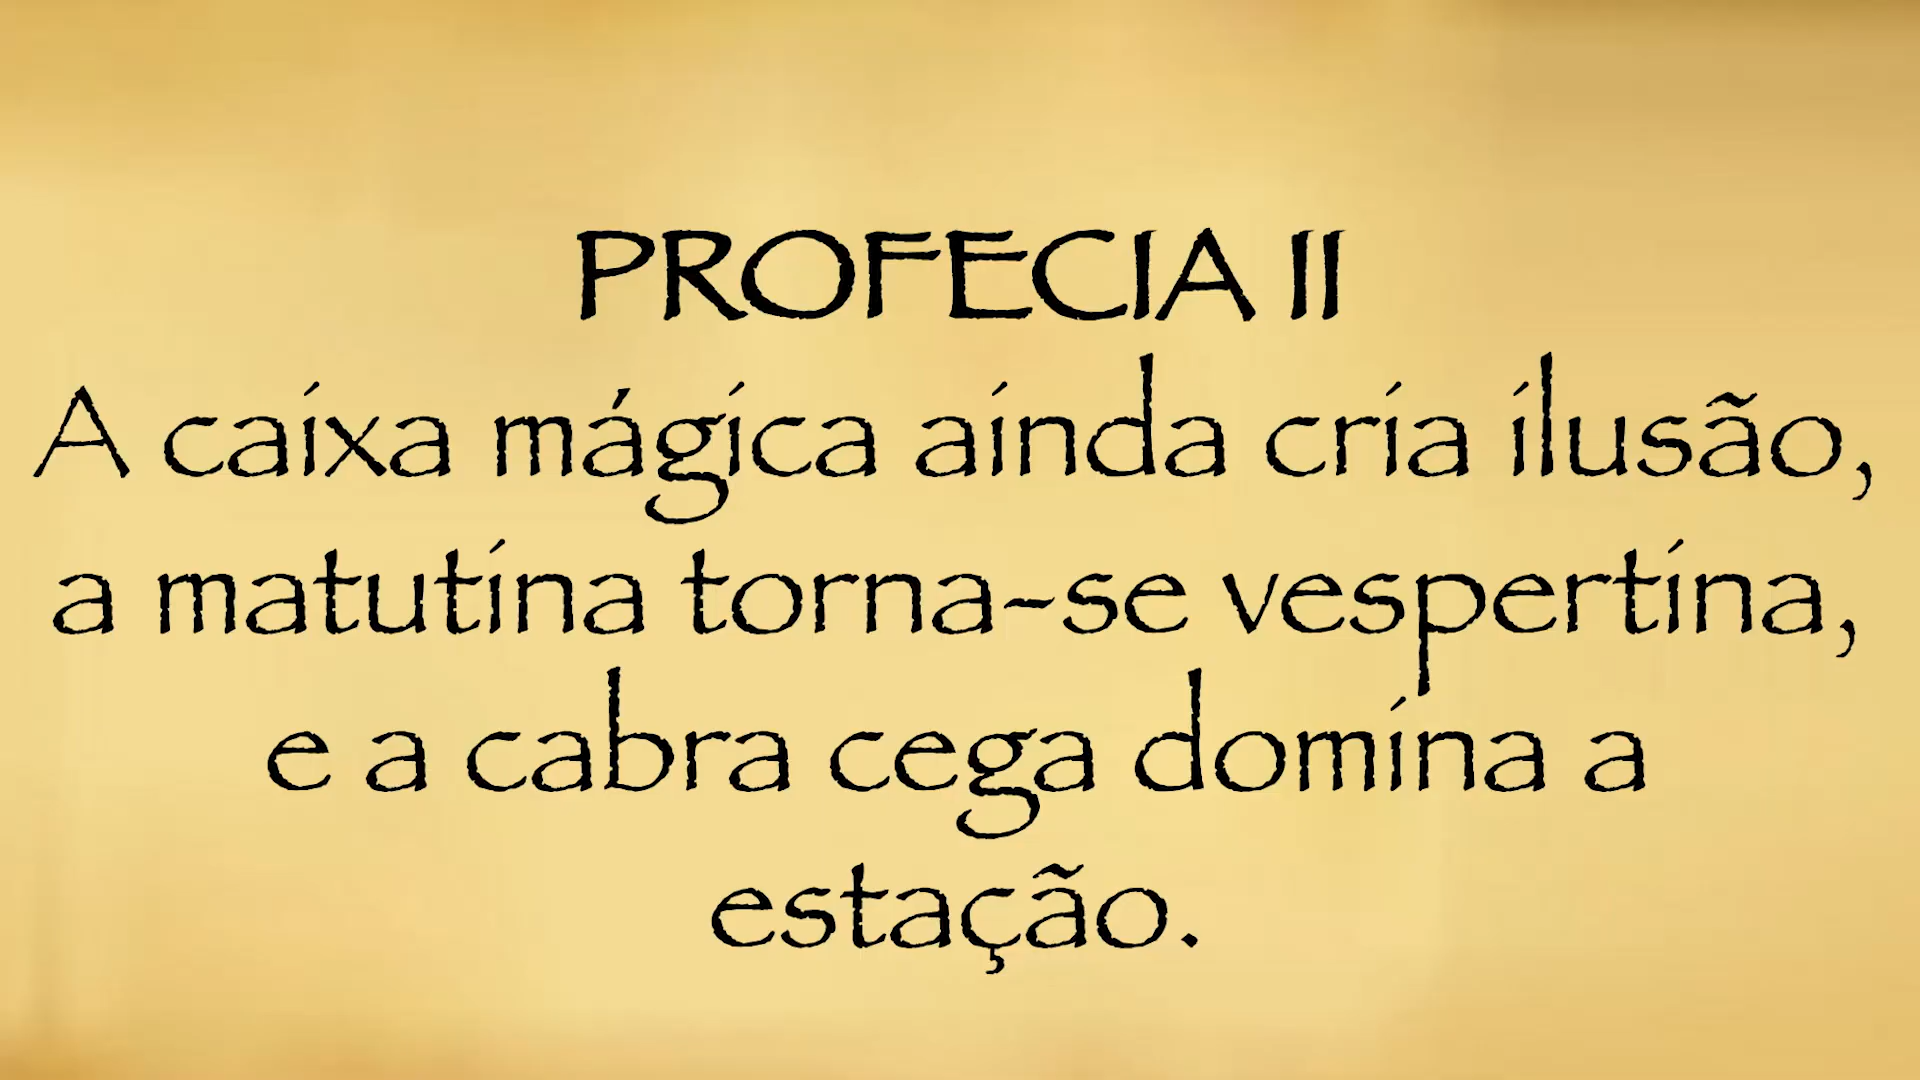 PROFECIA II
A caixa mágica ainda cria ilusão,
a matutina torna-se vespertina,
e a cabra cega domina a
estação.